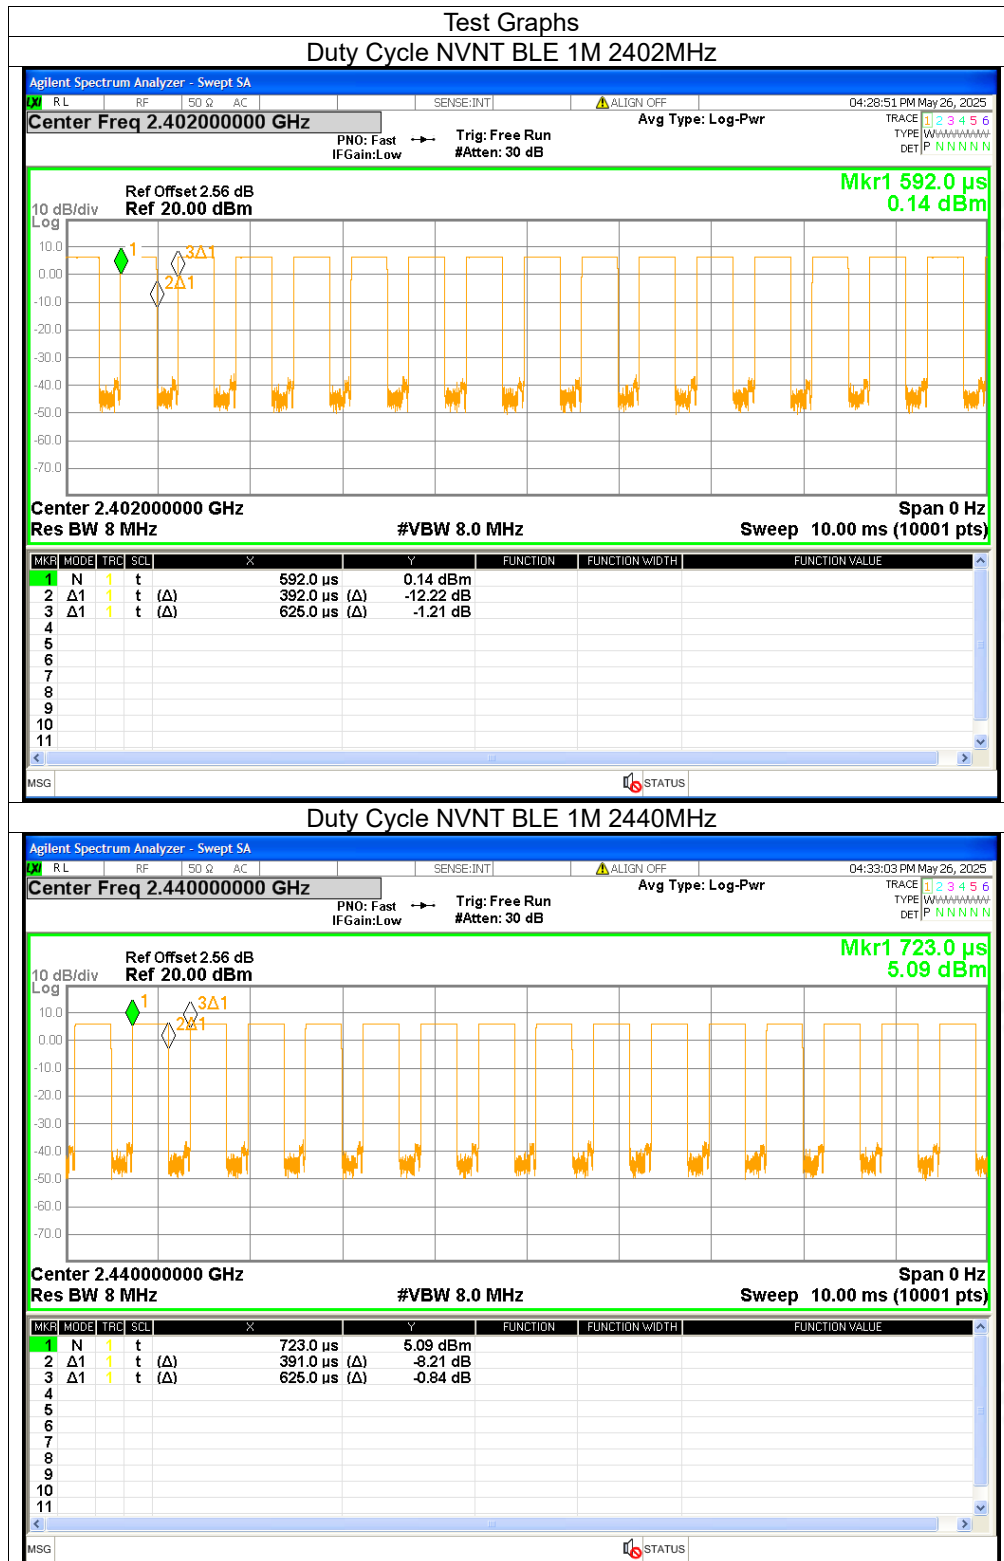 Test Graphs
Duty Cycle NVNT BLE 1M 2402MHz
Agilent Spectrum Analyzer - Swept SA
LXI RL RF 50 Ω AC SENSE:INT ALIGN OFF 04:28:51 PM May 26, 2025
Center Freq 2.402000000 GHz Avg Type: Log-Pwr TRACE 1 2 3 4 5 6
PNO: Fast Trig: Free Run TYPE
IFGain:Low #Atten: 30 dB DET P N N N N N
Mkr1 592.0 µs
Ref Offset 2.56 dB
10 dB/div Ref 20.00 dBm 0.14 dBm
Log
10.0
1 3Δ1
0.00
2Δ1
-10.0
-20.0
-30.0
-40.0
-50.0
-60.0
-70.0
Center 2.402000000 GHz Span 0 Hz
Res BW 8 MHz #VBW 8.0 MHz Sweep 10.00 ms (10001 pts)
MKR MODE TRC SCL X Y FUNCTION FUNCTION WIDTH FUNCTION VALUE
1 N 1 t 592.0 µs 0.14 dBm
2 Δ1 1 t (Δ) 392.0 µs (Δ) -12.22 dB
3 Δ1 1 t (Δ) 625.0 µs (Δ) -1.21 dB
4
5
6
7
8
9
10
11
MSG STATUS
Duty Cycle NVNT BLE 1M 2440MHz
Agilent Spectrum Analyzer - Swept SA
LXI RL RF 50 Ω AC SENSE:INT ALIGN OFF 04:33:03 PM May 26, 2025
Center Freq 2.440000000 GHz Avg Type: Log-Pwr TRACE 1 2 3 4 5 6
PNO: Fast Trig: Free Run TYPE
IFGain:Low #Atten: 30 dB DET P N N N N N
Mkr1 723.0 µs
Ref Offset 2.56 dB
10 dB/div Ref 20.00 dBm 5.09 dBm
Log
1 3Δ1
10.0
2Δ1
0.00
-10.0
-20.0
-30.0
-40.0
-50.0
-60.0
-70.0
Center 2.440000000 GHz Span 0 Hz
Res BW 8 MHz #VBW 8.0 MHz Sweep 10.00 ms (10001 pts)
MKR MODE TRC SCL X Y FUNCTION FUNCTION WIDTH FUNCTION VALUE
1 N 1 t 723.0 µs 5.09 dBm
2 Δ1 1 t (Δ) 391.0 µs (Δ) -8.21 dB
3 Δ1 1 t (Δ) 625.0 µs (Δ) -0.84 dB
4
5
6
7
8
9
10
11
MSG STATUS